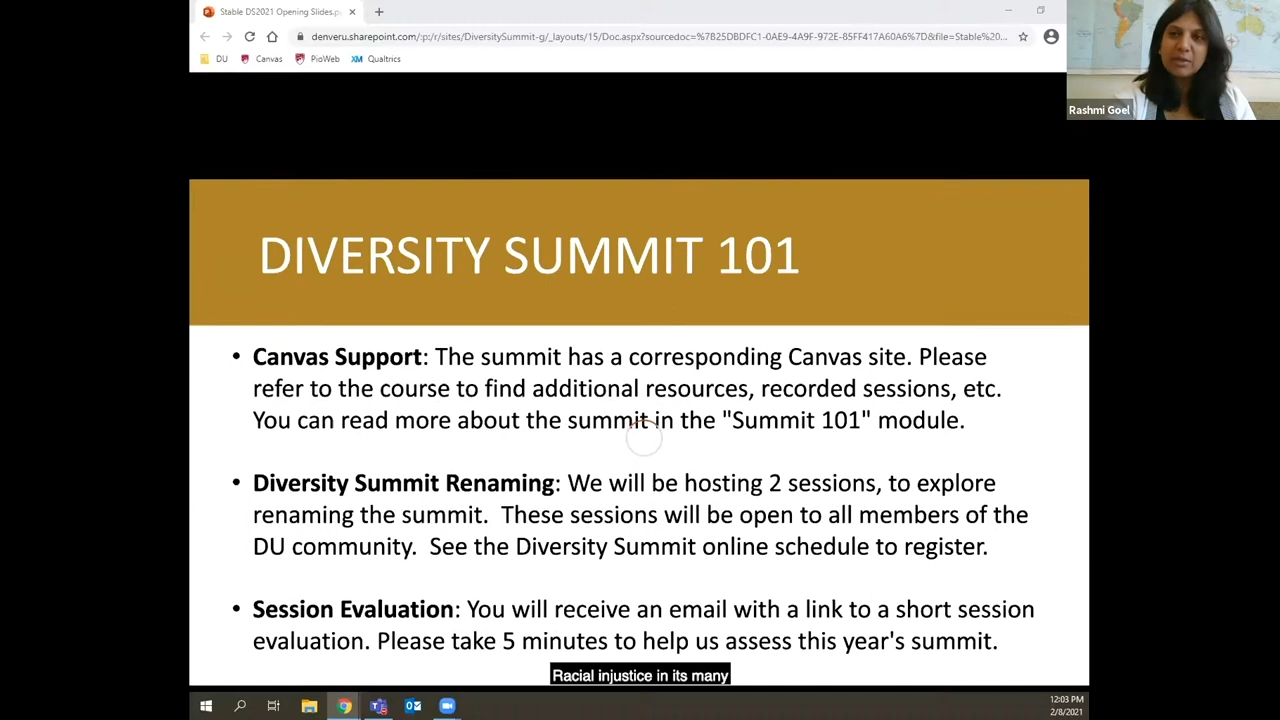 Stable DS2021 Opening Slides.p
denveru.sharepoint.com/:p:/r/sites/DiversitySummit-g/_layouts/15/Doc.aspx?sourcedoc=%7B25DBDFC1-0AE9-4A9F-972E-85FF417A60A6%7D&file=Stable%20...
DU Canvas PioWeb Qualtrics
Rashmi Goel
DIVERSITY SUMMIT 101
• Canvas Support: The summit has a corresponding Canvas site. Please
refer to the course to find additional resources, recorded sessions, etc.
You can read more about the summit in the "Summit 101" module.
• Diversity Summit Renaming: We will be hosting 2 sessions, to explore
renaming the summit. These sessions will be open to all members of the
DU community. See the Diversity Summit online schedule to register.
• Session Evaluation: You will receive an email with a link to a short session
evaluation. Please take 5 minutes to help us assess this year's summit.
Racial injustice in its many
12:03 PM
2/8/2021